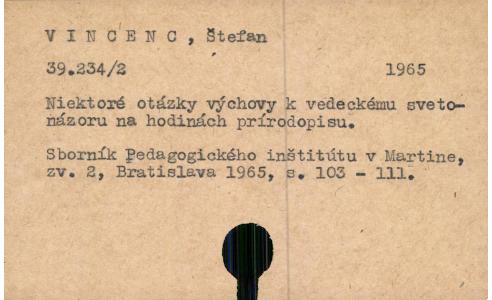 V I N C E N C , Štefan
39.234/2 1965
Niektoré otázky výchovy k vedeckému sveto-
názoru na hodinách prírodopisu.
Sborník Pedagogického inštitútu v Martine,
zv. 2, Bratislava 1965, s. 103 - 111.